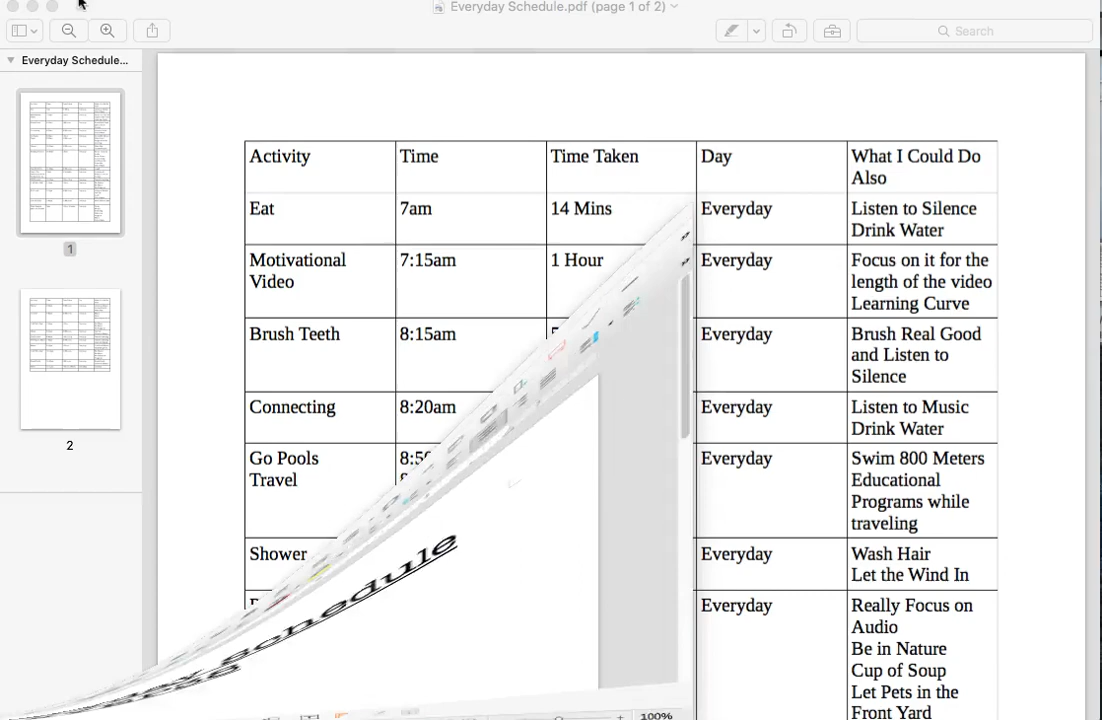 Everyday Schedule.pdf (page 1 of 2)
Search
Everyday Schedule...
1
2
Activity Time Time Taken Day What I Could Do
Also
Eat 7am 14 Mins Everyday Listen to Silence
Drink Water
Motivational 7:15am 1 Hour Everyday Focus on it for the
Video length of the video
Learning Curve
Brush Teeth 8:15am Everyday Brush Real Good
and Listen to
Silence
Connecting 8:20am Everyday Listen to Music
Drink Water
Go Pools Everyday Swim 800 Meters
Travel Educational
Programs while
traveling
Shower Everyday Wash Hair
Let the Wind In
Everyday Really Focus on
Audio
Be in Nature
Cup of Soup
Let Pets in the
Front Yard
schedule
100%